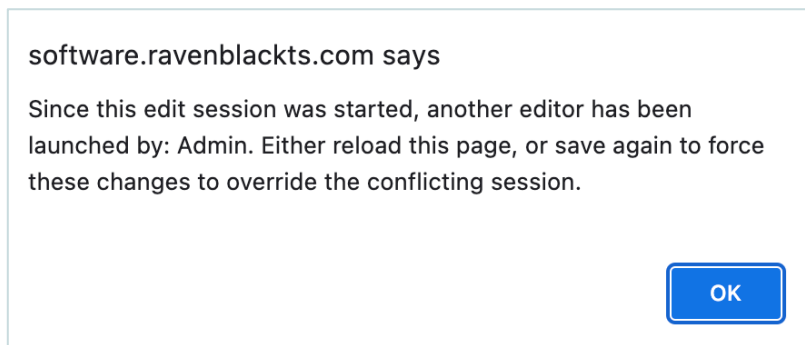 software.ravenblackts.com says
Since this edit session was started, another editor has been
launched by: Admin. Either reload this page, or save again to force
these changes to override the conflicting session.
OK